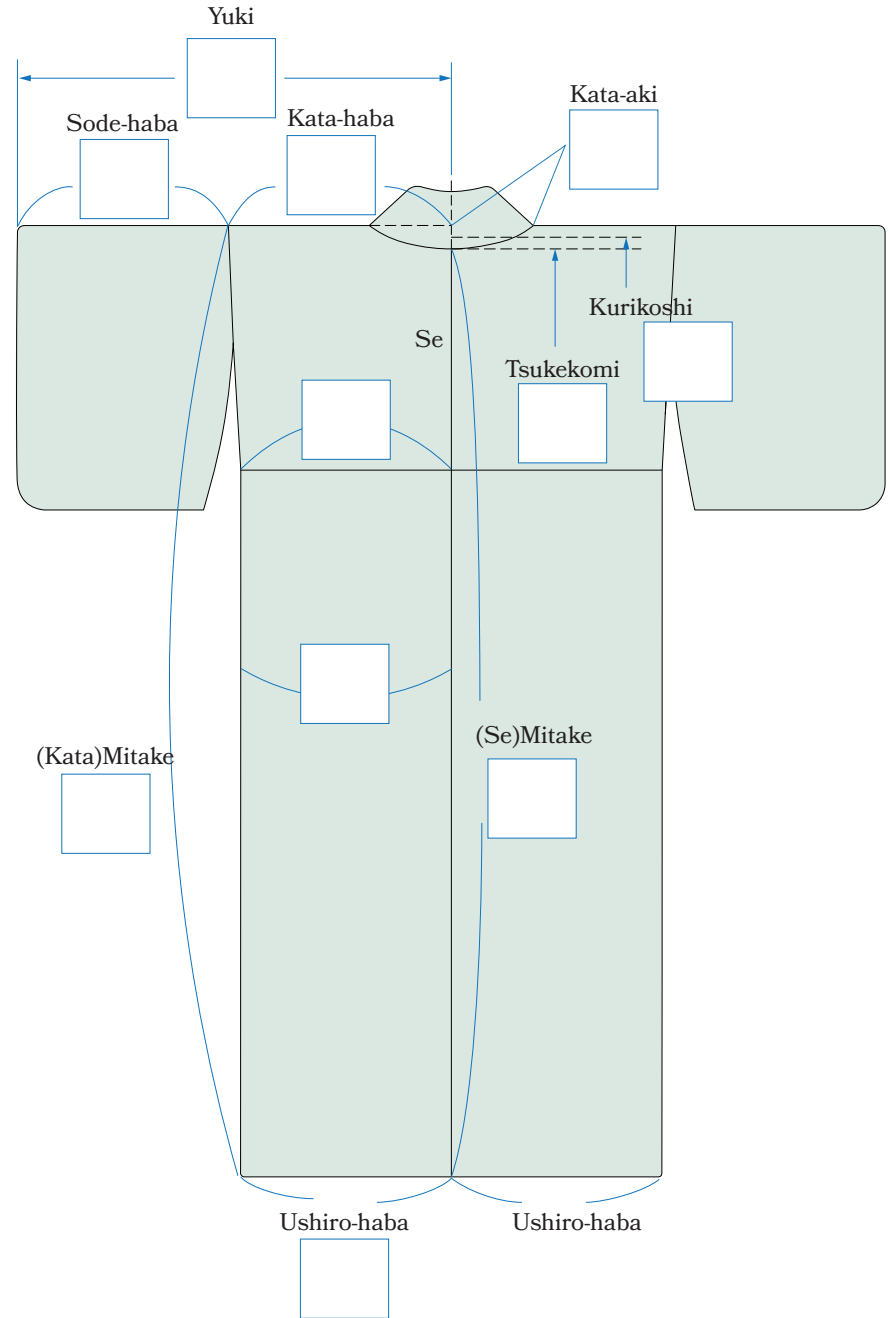 Yuki
Kata-aki
Sode-haba
Kata-haba
Kurikoshi
Se
Tsukekomi
(Se)Mitake
(Kata)Mitake
Ushiro-haba
Ushiro-haba